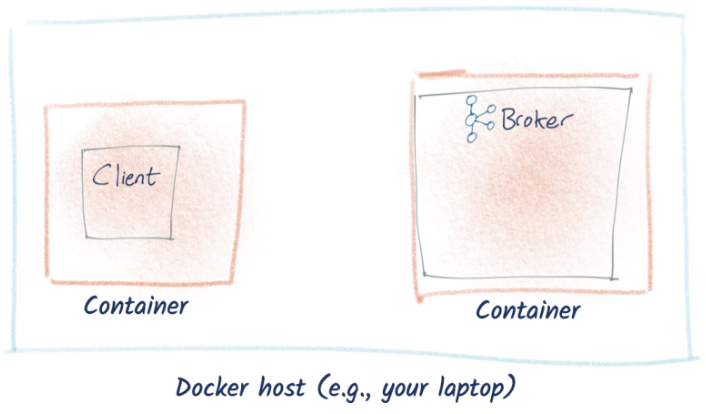 Client
Broker
Container
Container
Docker host (e.g., your laptop)